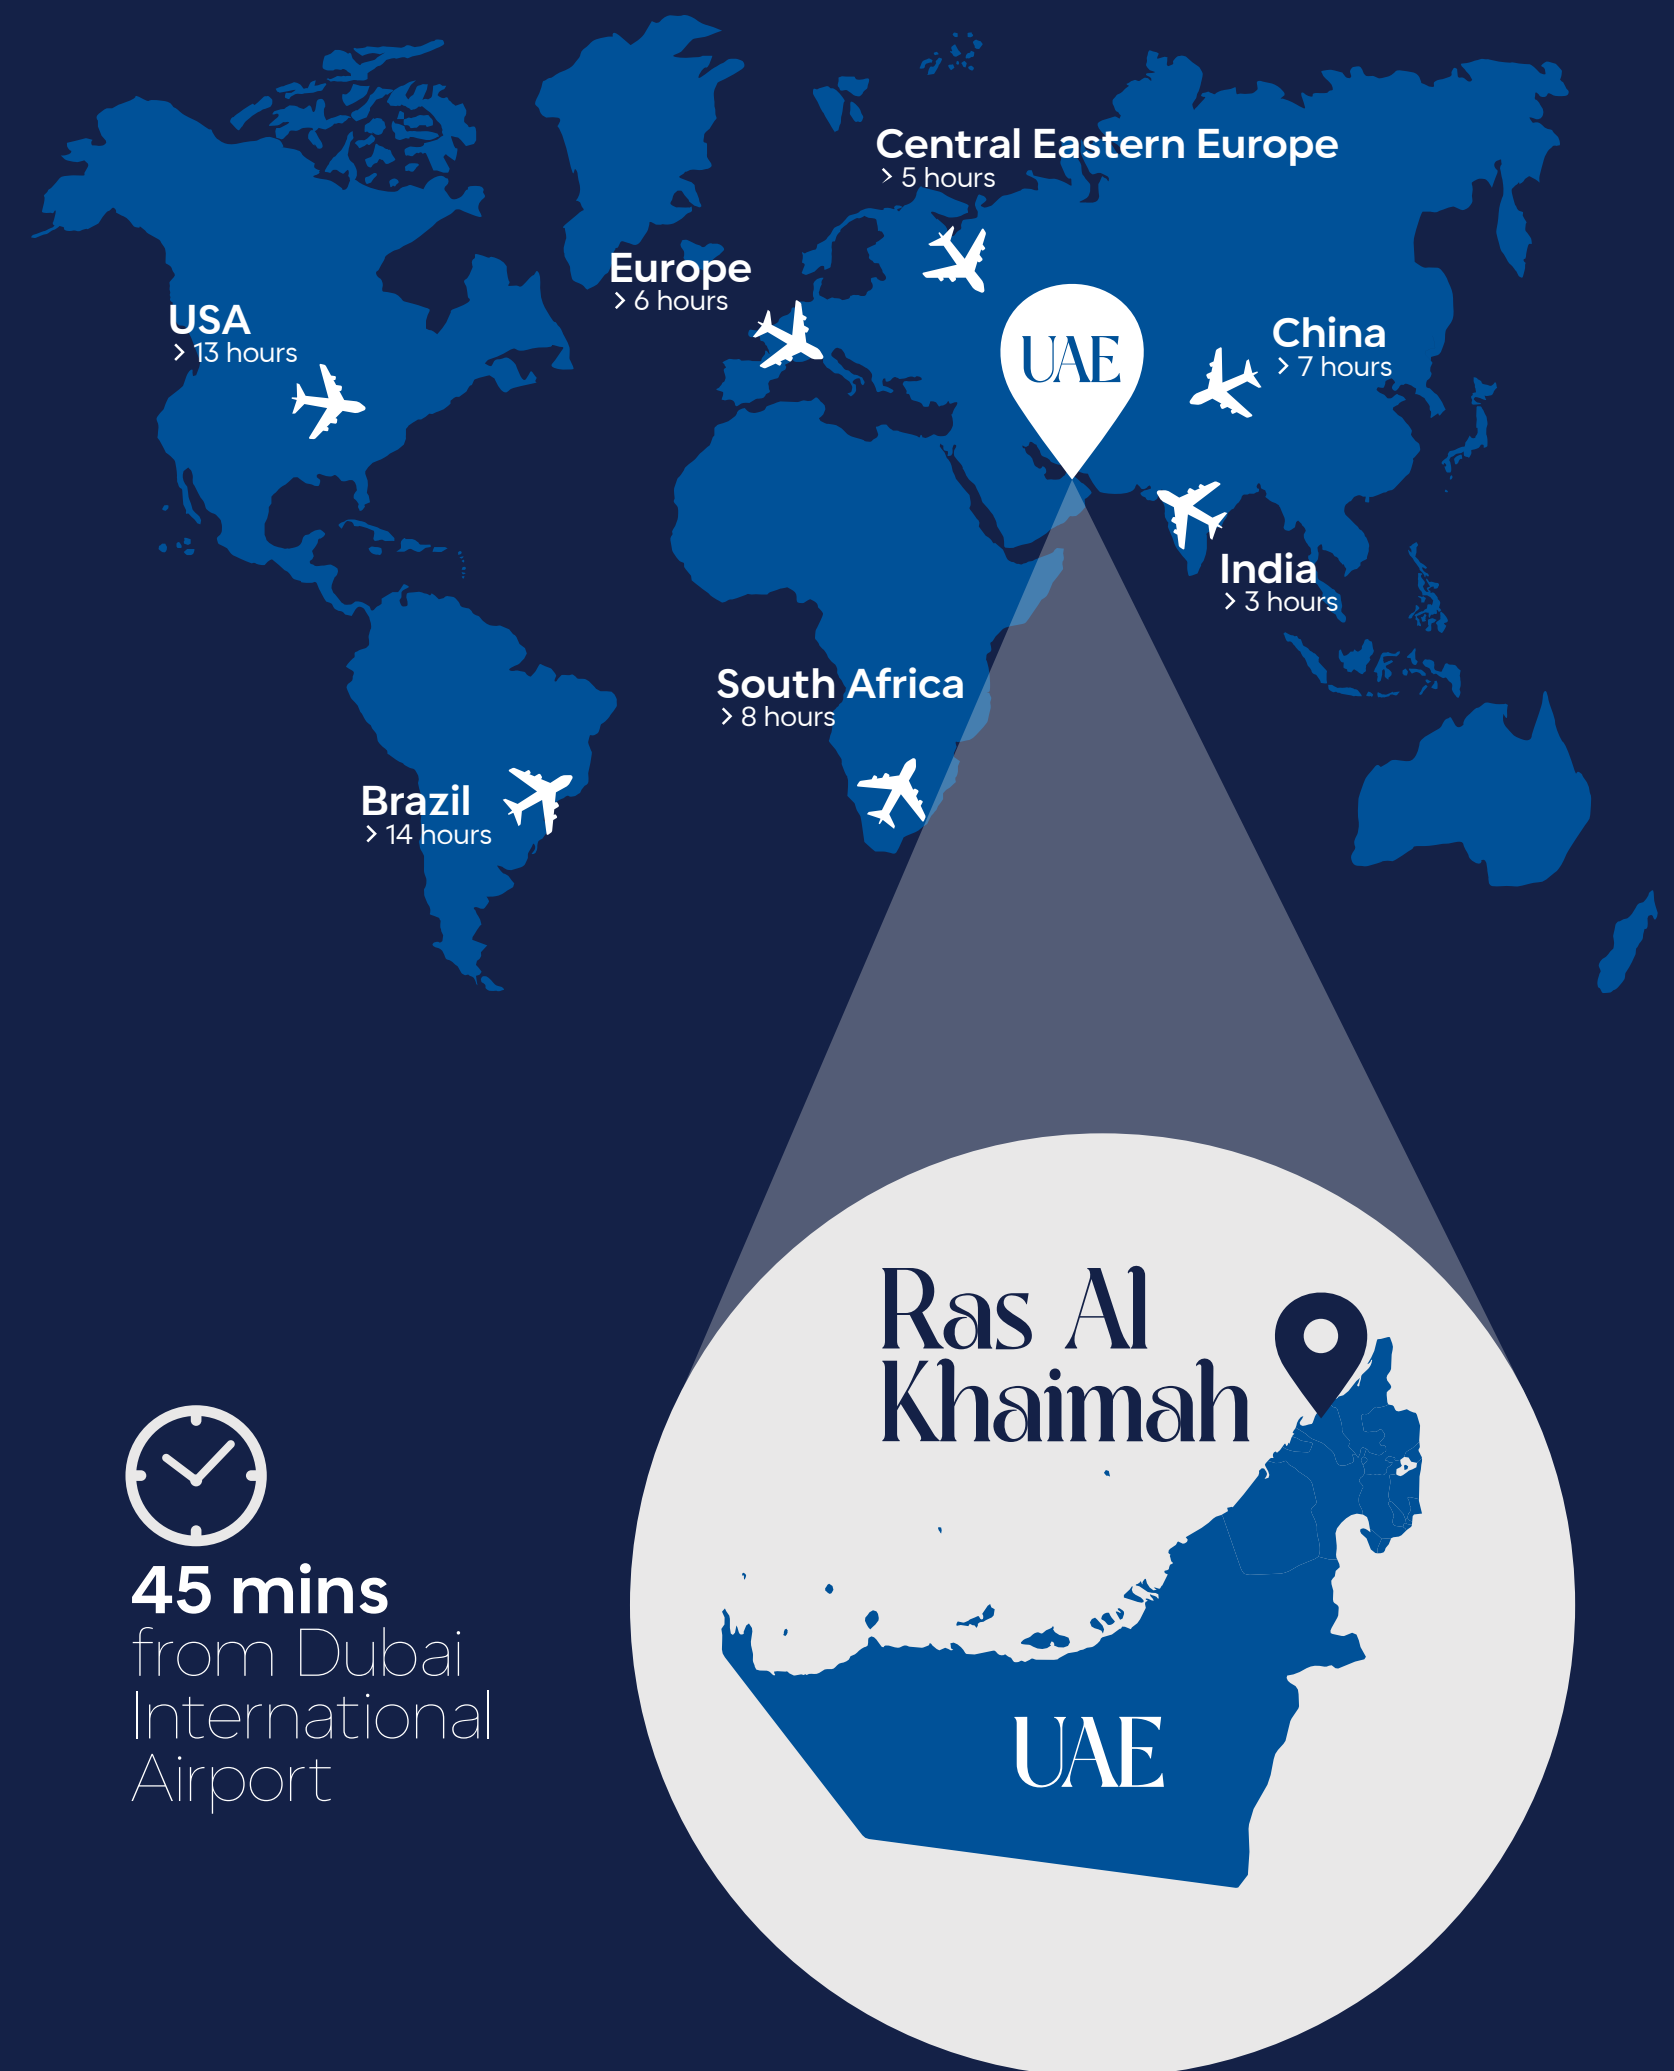 Central Eastern Europe
> 5 hours
Europe
> 6 hours
USA
> 13 hours
UAE
China
> 7 hours
India
> 3 hours
South Africa
> 8 hours
Brazil
> 14 hours
Ras Al
Khaimah
UAE
45 mins
from Dubai
International
Airport